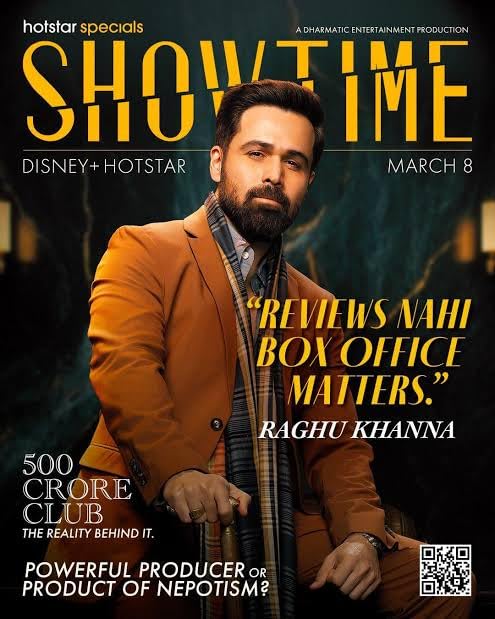 hotstar specials
A DHARMATIC ENTERTAINMENT PRODUCTION
SHOWTIME
DISNEY+ HOTSTAR
MARCH 8
"REVIEWS NAHI
BOX OFFICE
MATTERS."
RAGHU KHANNA
500
CRORE
CLUB
THE REALITY BEHIND IT.
POWERFUL PRODUCER OR
PRODUCT OF NEPOTISM?